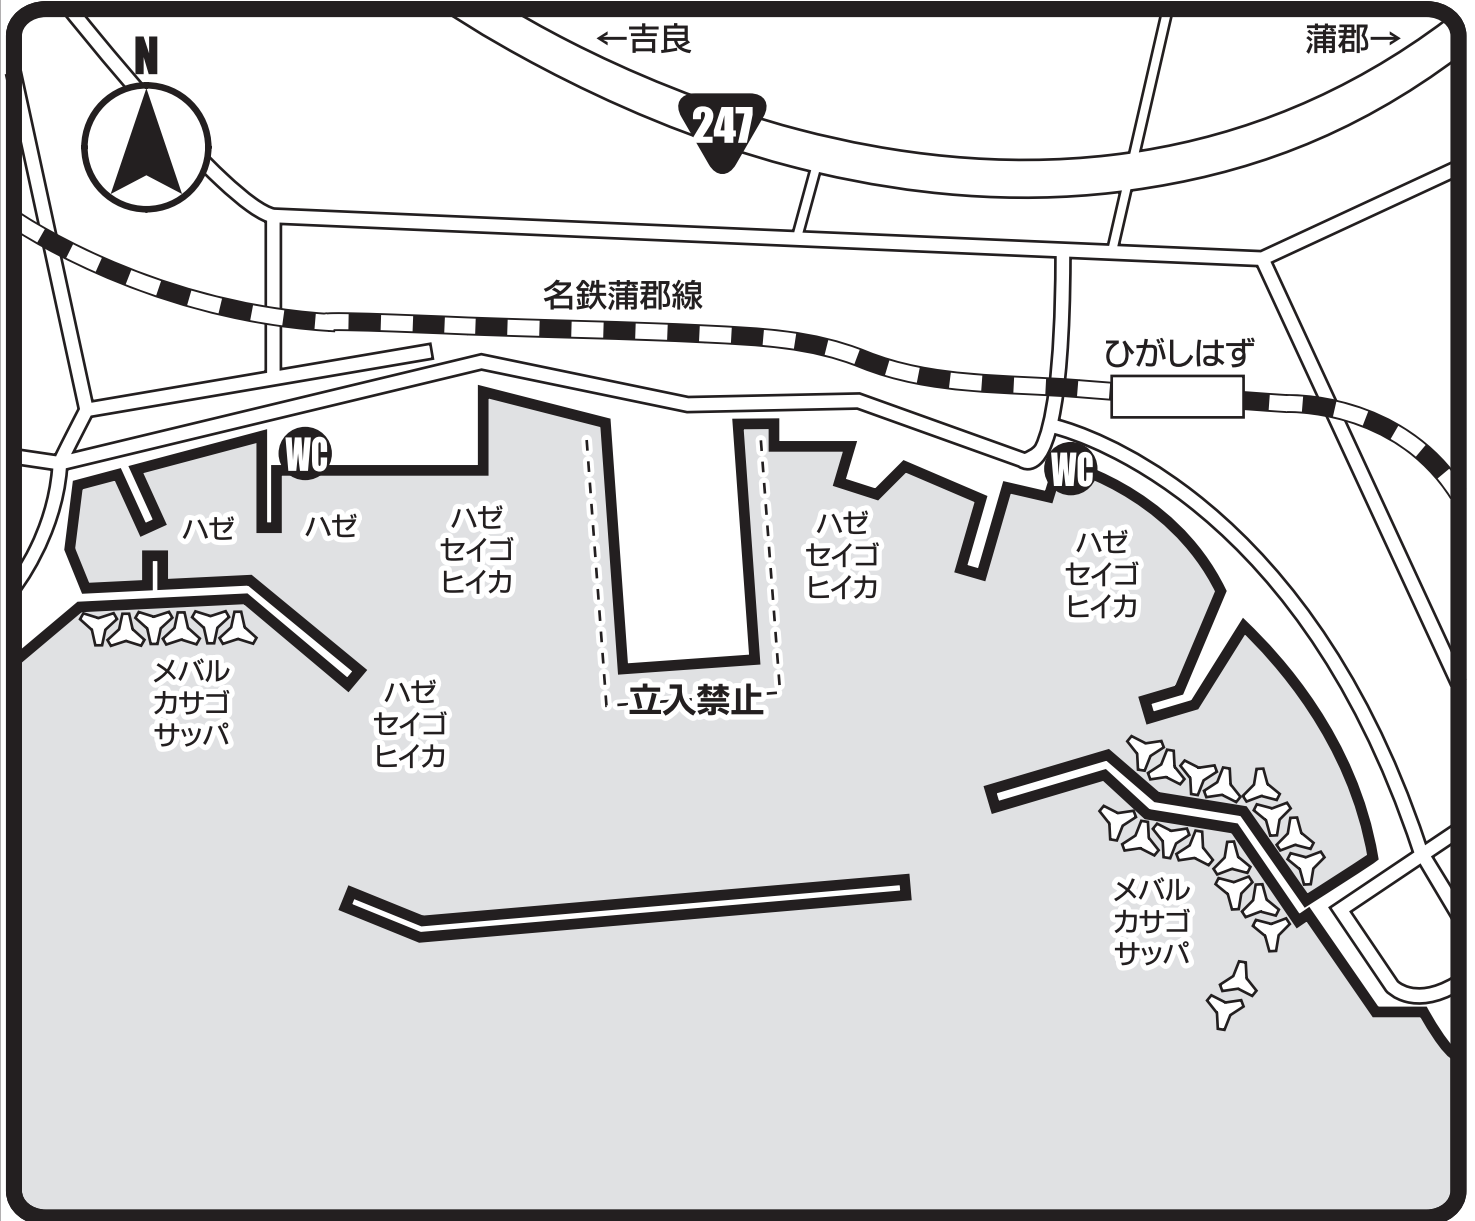 ←吉良
蒲郡→
N
247
名鉄蒲郡線
ひがしはず
WC
WC
ハゼ
ハゼ
ハゼ
セイゴ
ヒイカ
ハゼ
セイゴ
ヒイカ
ハゼ
セイゴ
ヒイカ
メバル
カサゴ
サッパ
ハゼ
セイゴ
ヒイカ
立入禁止
メバル
カサゴ
サッパ